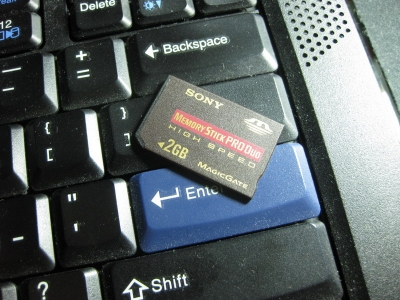 Delete
12
← Backspace
+
=
{
[
}
]
SONY
MEMORY STICK PRO DUO
HIGH SPEED
◄2GB
MAGICGATE
Ente
"
'
?
⇧ Shift